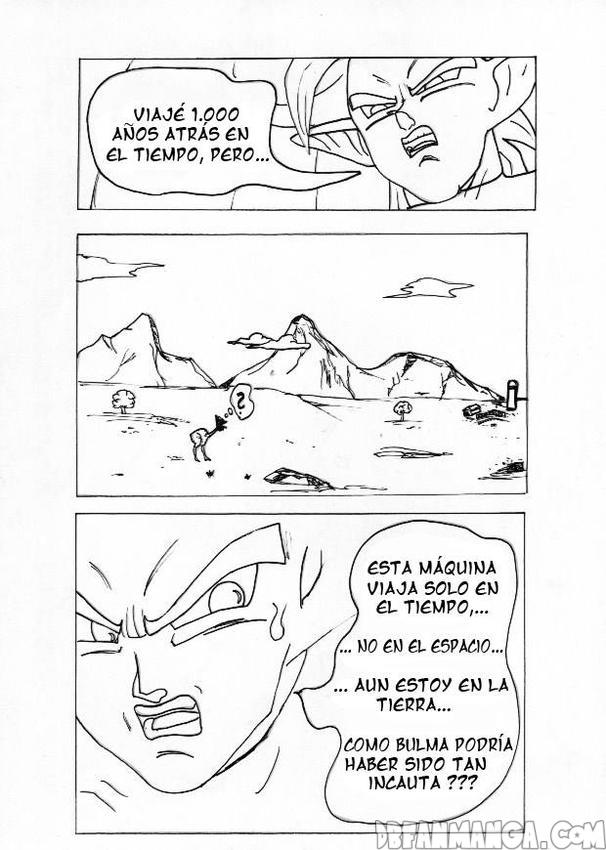 VIAJÉ 1.000
AÑOS ATRÁS EN
EL TIEMPO, PERO...
?
ESTA MÁQUINA
VIAJA SOLO EN
EL TIEMPO,...
... NO EN EL ESPACIO...
... AUN ESTOY EN LA
TIERRA...
COMO BULMA PODRÍA
HABER SIDO TAN
INCAUTA ???
DBFANMANGA.COM